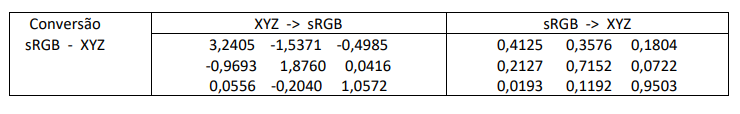 Conversão XYZ -> sRGB sRGB -> XYZ
sRGB - XYZ 3,2405 -1,5371 -0,4985 0,4125 0,3576 0,1804
-0,9693 1,8760 0,0416 0,2127 0,7152 0,0722
0,0556 -0,2040 1,0572 0,0193 0,1192 0,9503